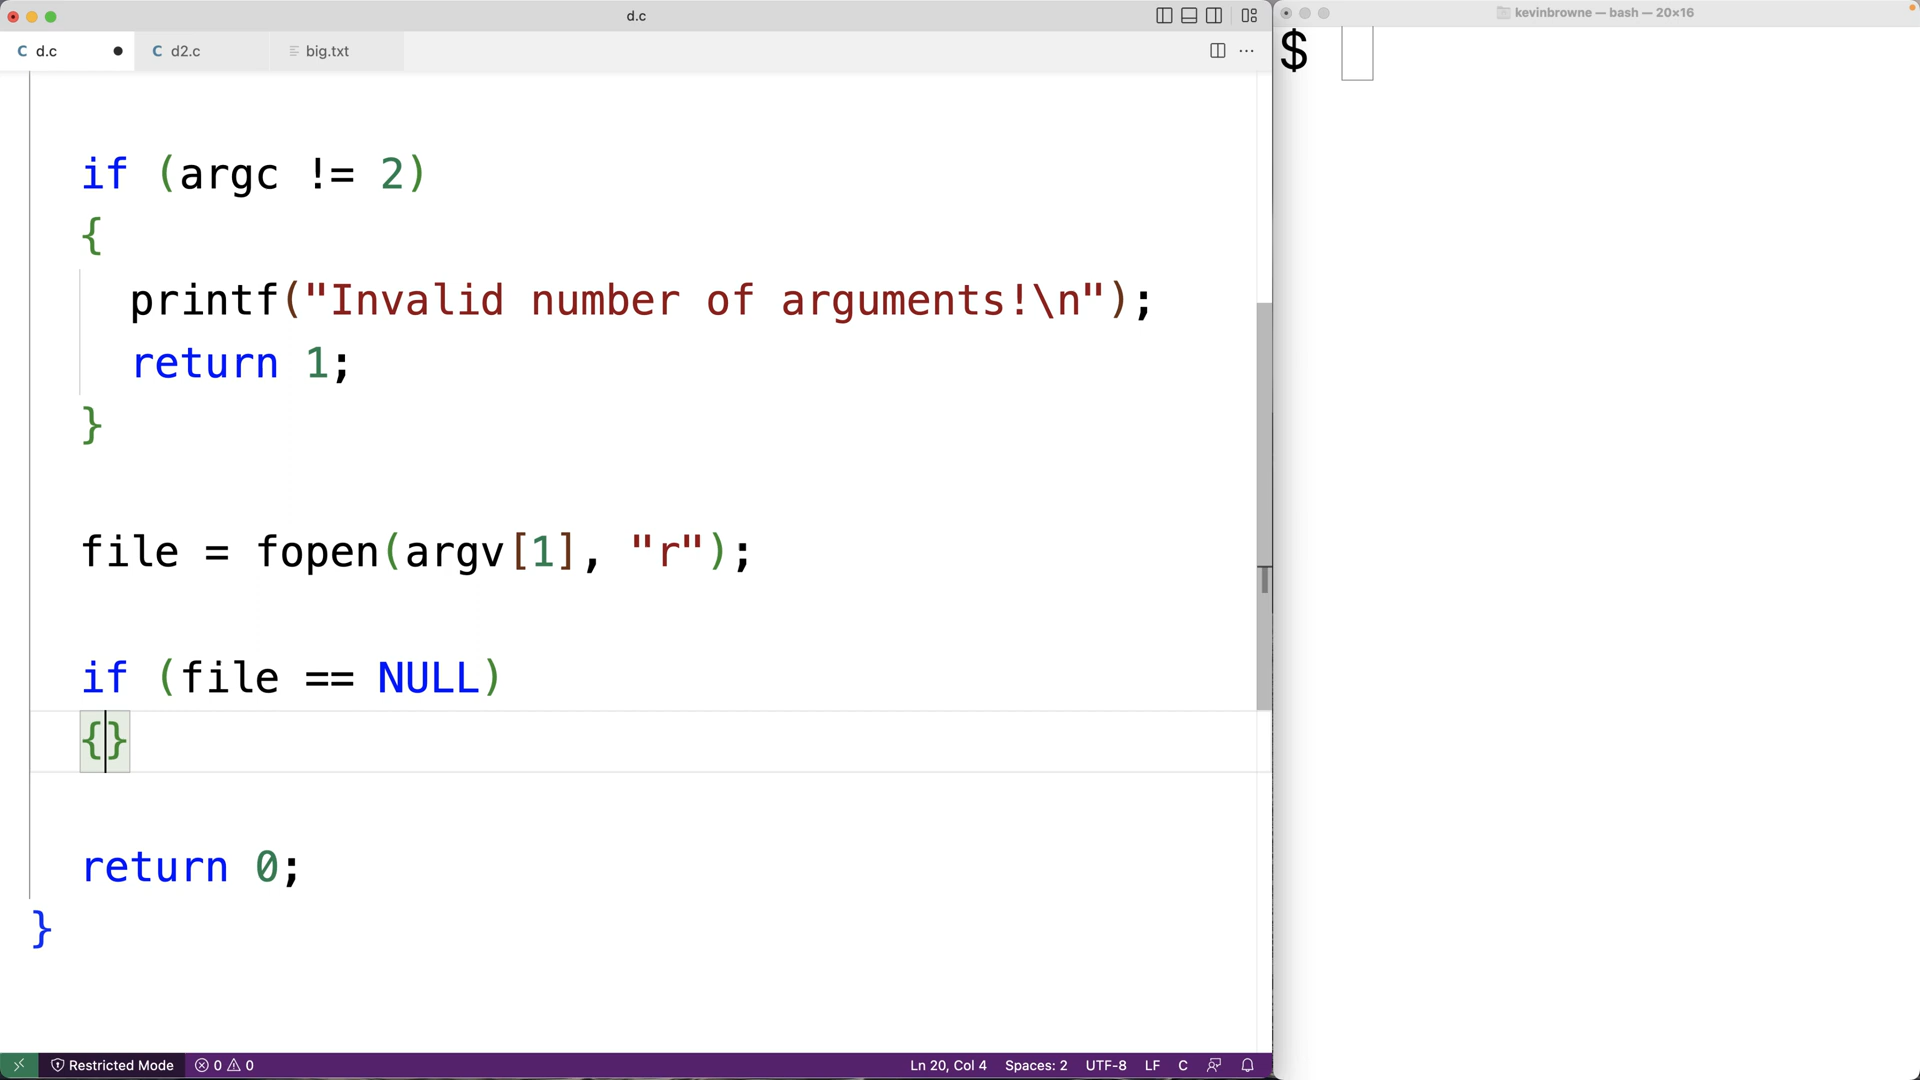 d.c
kevinbrowne — bash — 20×16
C d.c
C d2.c
big.txt
$
if (argc != 2)
{
printf("Invalid number of arguments!\n");
return 1;
}
file = fopen(argv[1], "r");
if (file == NULL)
{}
return 0;
}
Restricted Mode
0
0
Ln 20, Col 4
Spaces: 2
UTF-8
LF
C